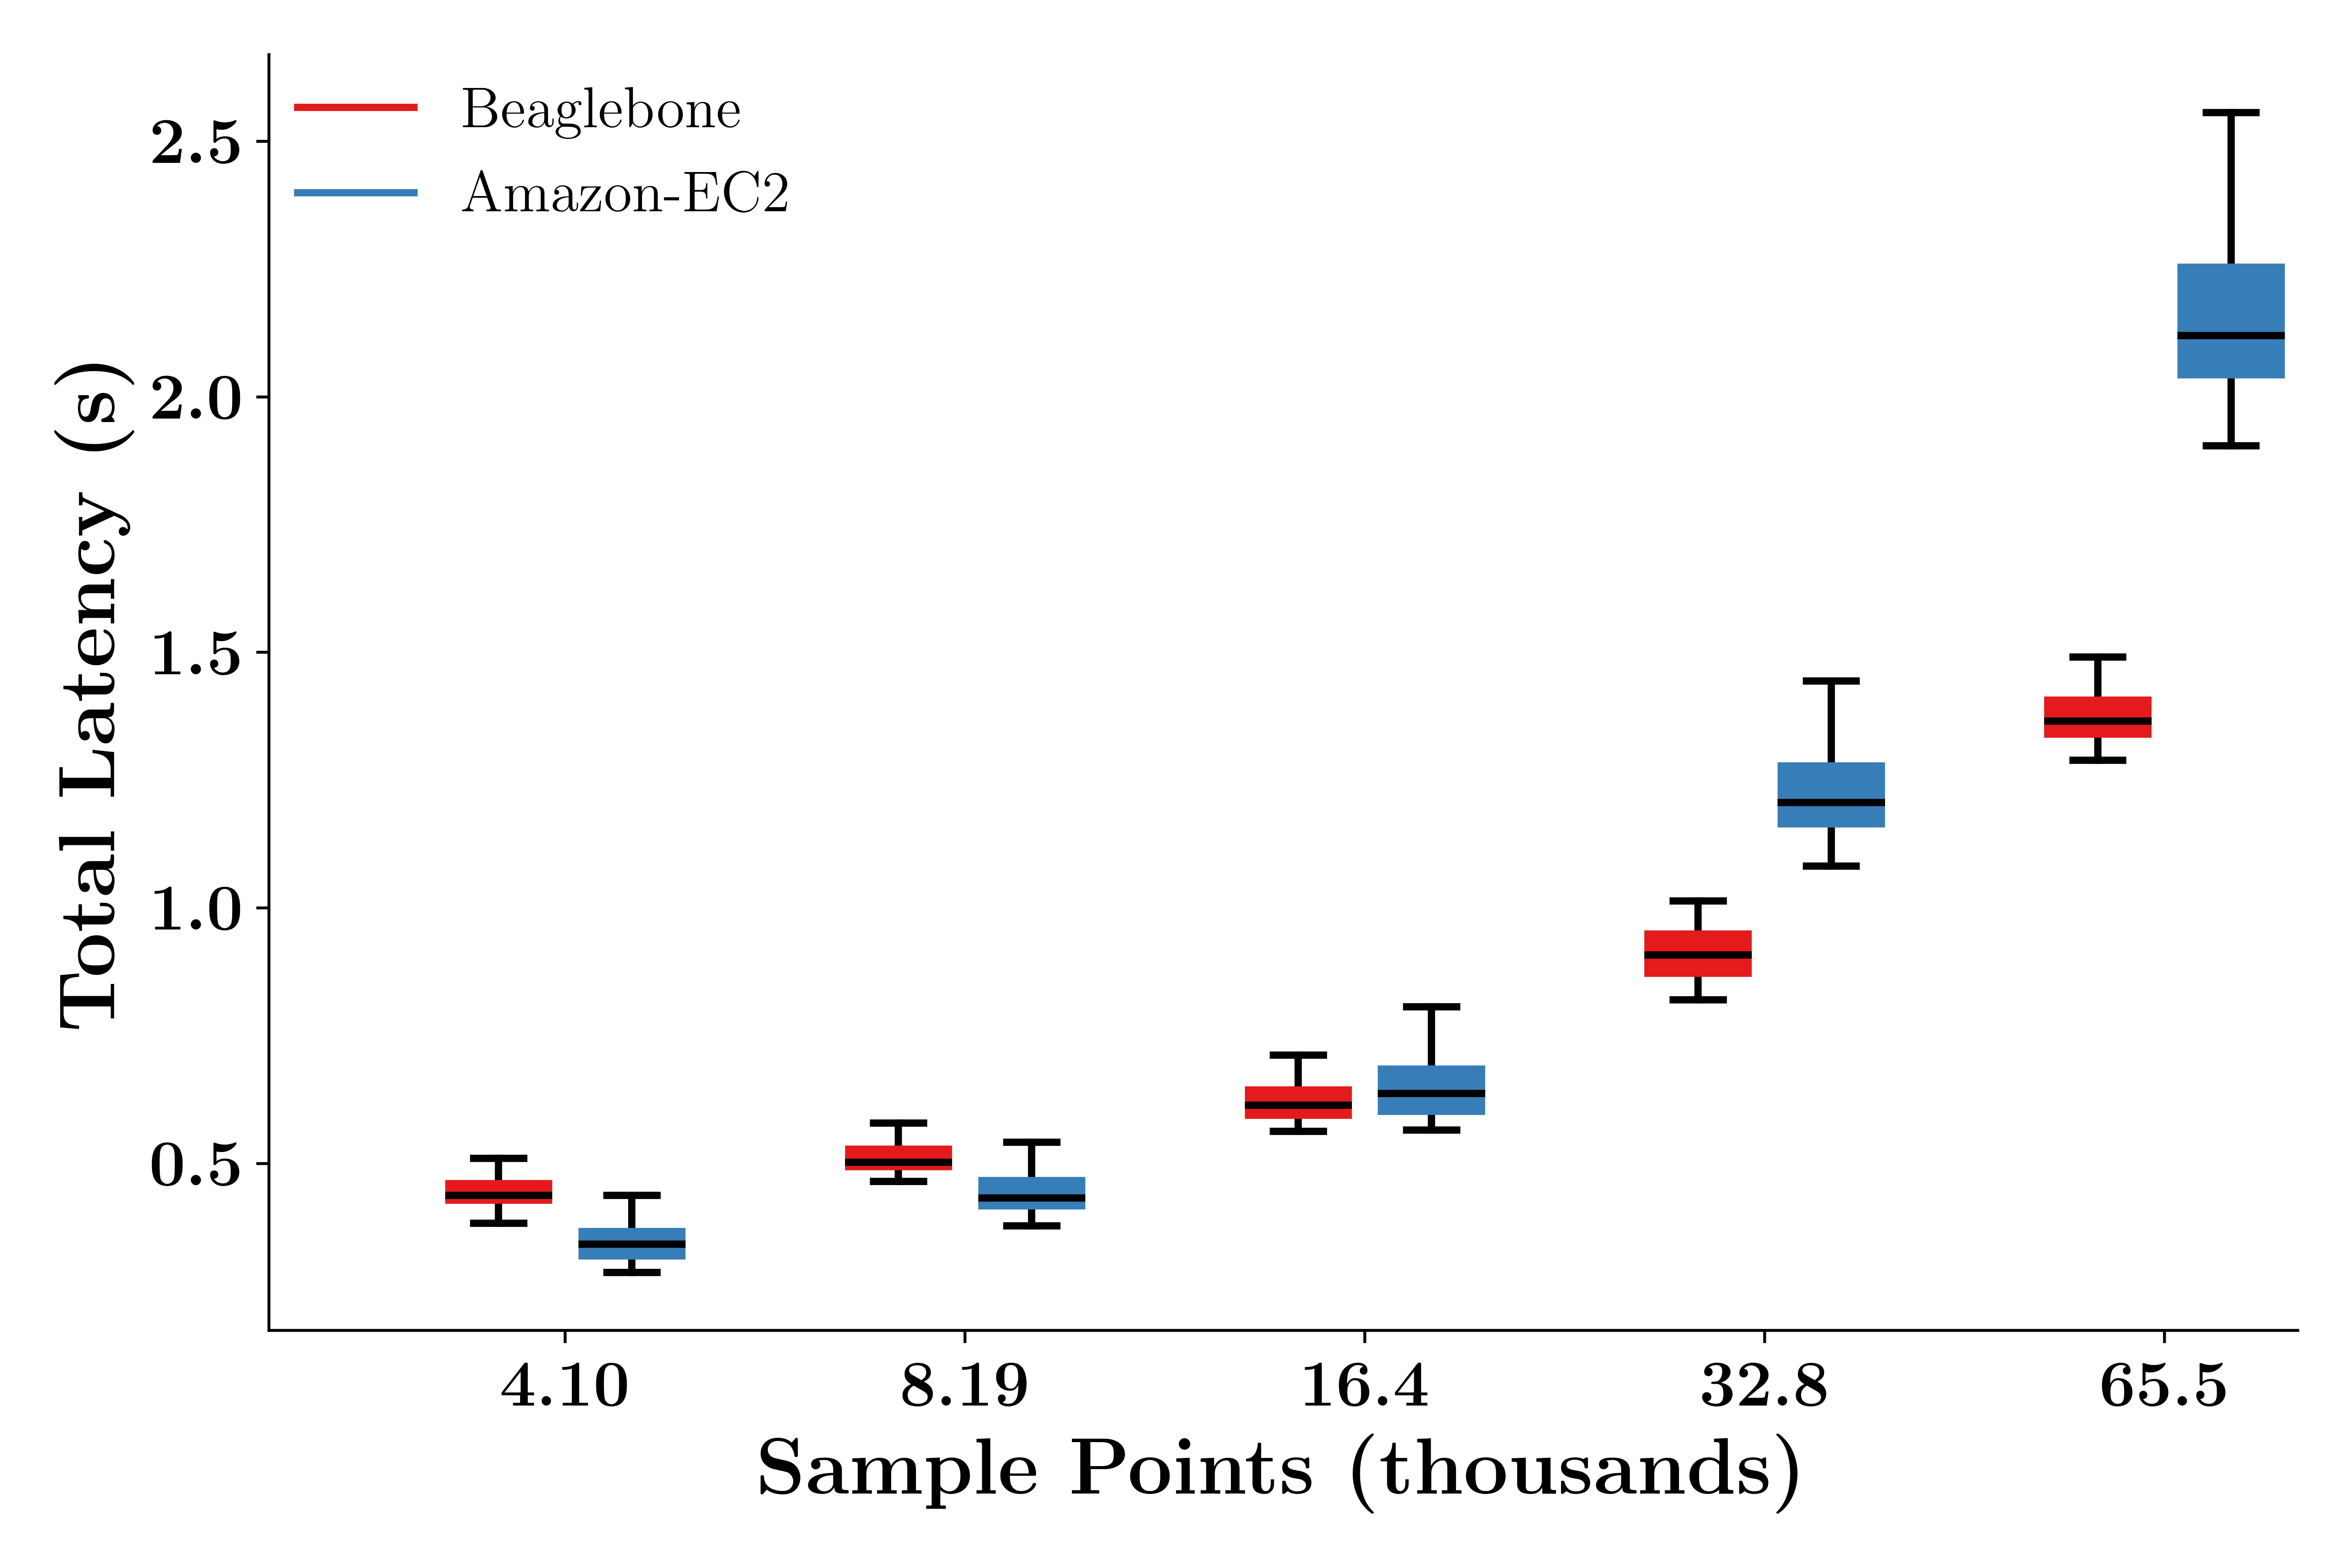 Beaglebone
Amazon-EC2
2.5
2.0
1.5
1.0
0.5
Total Latency (s)
4.10 8.19 16.4 32.8 65.5
Sample Points (thousands)